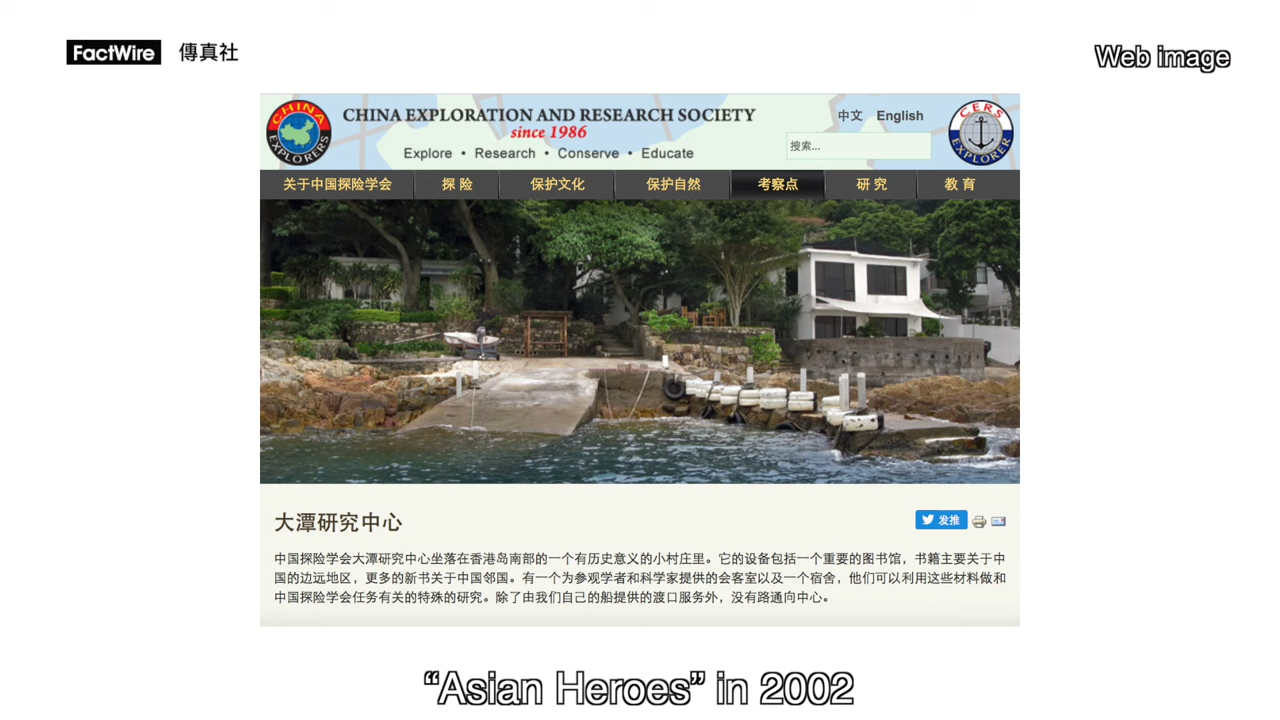 FactWire 傳真社
Web image
CHINA EXPLORERS
CHINA EXPLORATION AND RESEARCH SOCIETY
since 1986
Explore • Research • Conserve • Educate
中文 English
搜索...
CERS EXPLORER
关于中国探险学会 探 险 保护文化 保护自然 考察点 研 究 教 育
大潭研究中心
发推
中国探险学会大潭研究中心坐落在香港岛南部的一个有历史意义的小村庄里。它的设备包括一个重要的图书馆，书籍主要关于中
国的边远地区，更多的新书关于中国邻国。有一个为参观学者和科学家提供的会客室以及一个宿舍，他们可以利用这些材料做和
中国探险学会任务有关的特殊的研究。除了由我们自己的船提供的渡口服务外，没有路通向中心。
“Asian Heroes” in 2002